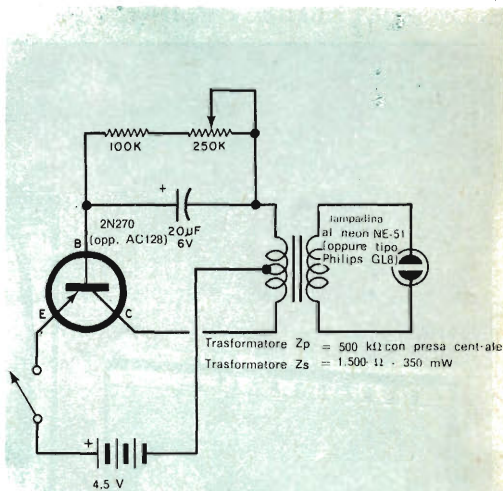 100K
250K
+
20µF
6V
2N270
(opp. AC128)
B
E
C
lampadina
al neon NE-51
(oppure tipo
Philips GL8)
Trasformatore Zp = 500 kΩ con presa centrale
Trasformatore Zs = 1.500 Ω - 350 mW
+
4,5 V